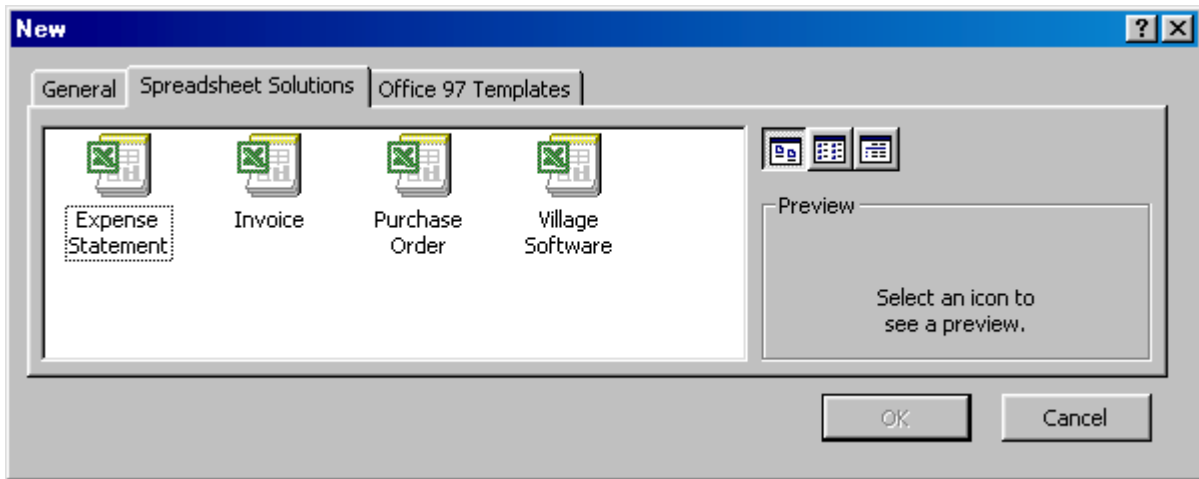 New
General
Spreadsheet Solutions
Office 97 Templates
Expense
Statement
Invoice
Purchase
Order
Village
Software
Preview
Select an icon to
see a preview.
OK
Cancel